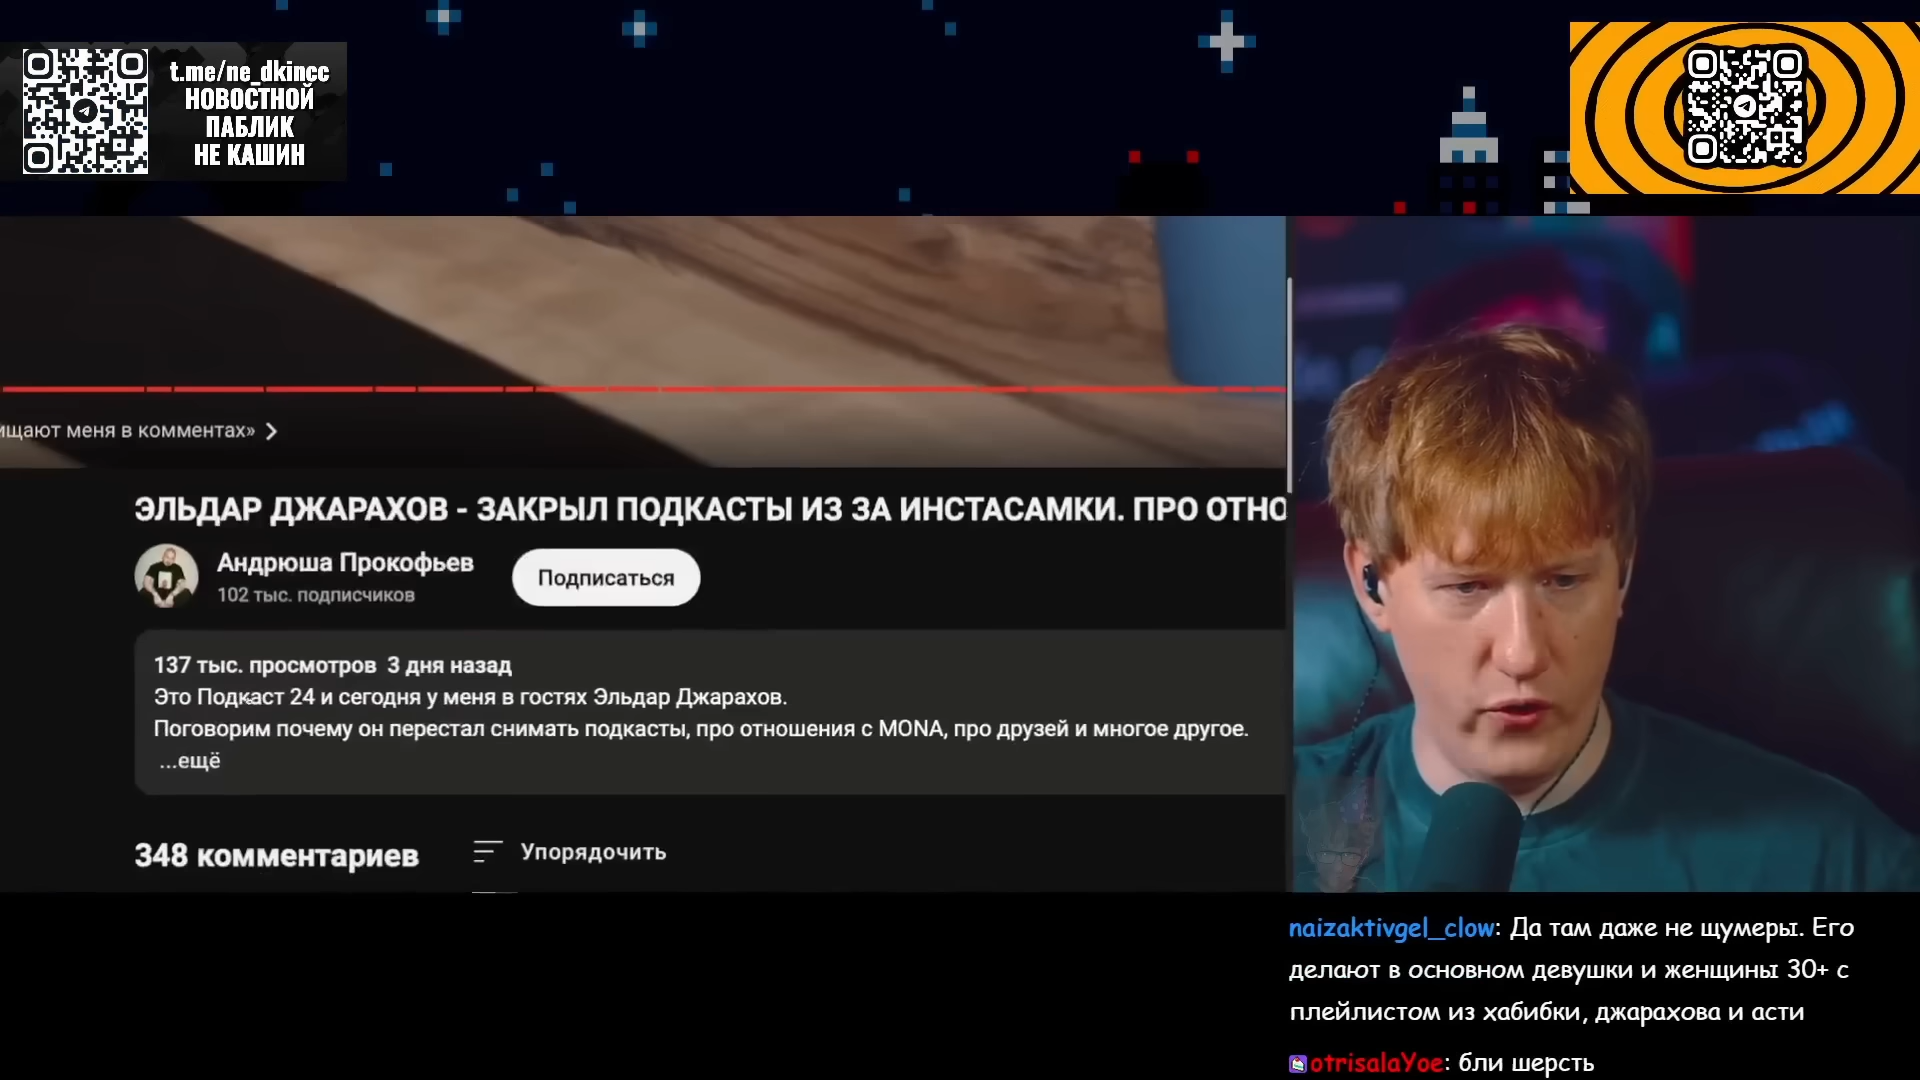 t.me/ne_dkincc
НОВОСТНОЙ
ПАБЛИК
НЕ КАШИН
ищают меня в комментах»
ЭЛЬДАР ДЖАРАХОВ - ЗАКРЫЛ ПОДКАСТЫ ИЗ ЗА ИНСТАСАМКИ. ПРО ОТНО
Андрюша Прокофьев
102 тыс. подписчиков
Подписаться
137 тыс. просмотров 3 дня назад
Это Подкаст 24 и сегодня у меня в гостях Эльдар Джарахов.
Поговорим почему он перестал снимать подкасты, про отношения с MONA, про друзей и многое другое.
...ещё
348 комментариев
Упорядочить
naizaktivgel_clow: Да там даже не щумеры. Его
делают в основном девушки и женщины 30+ с
плейлистом из хабибки, джарахова и асти
otrisalaYoe: бли шерсть